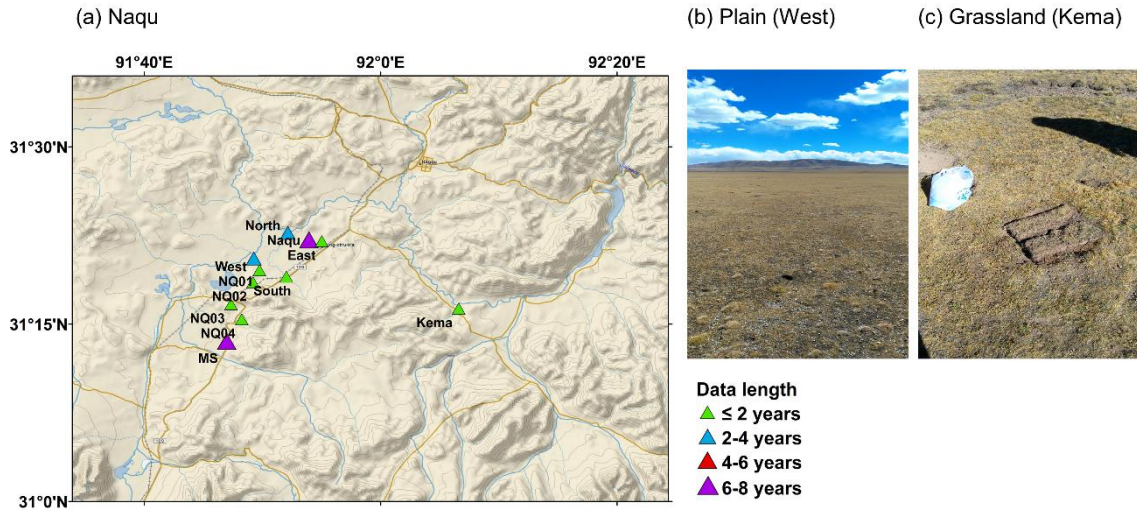 (a) Naqu
(b) Plain (West)
(c) Grassland (Kema)
91°40'E
92°0'E
92°20'E
31°30'N
31°15'N
31°0'N
North
Naqu
East
West
NQ01
South
NQ02
NQ03
NQ04
MS
Kema
Data length
≤ 2 years
2-4 years
4-6 years
6-8 years